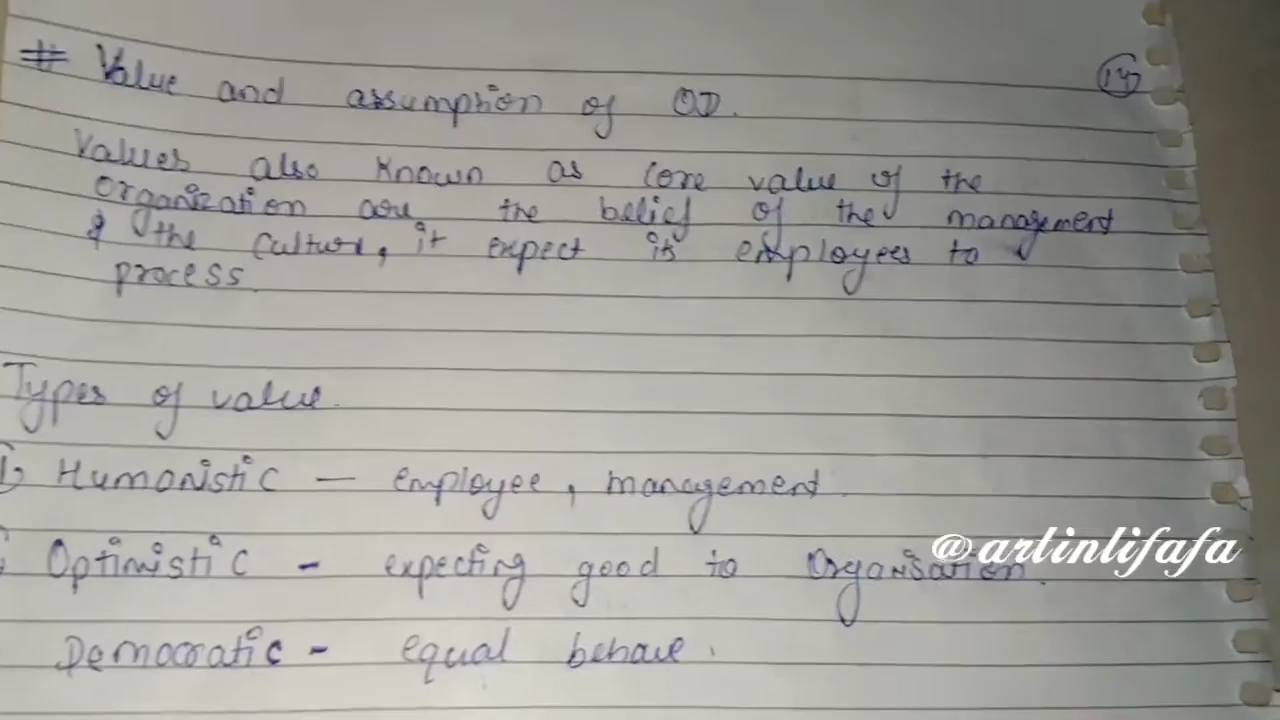 # Value and assumption of OD.
Values also known as core value of the
organization are the belief of the management
& the culture, it expect its employees to
process.
Types of value.
1) Humanistic — employee, management.
Optimistic - expecting good to Organisation.
Democratic - equal behave.
@artinlifafa